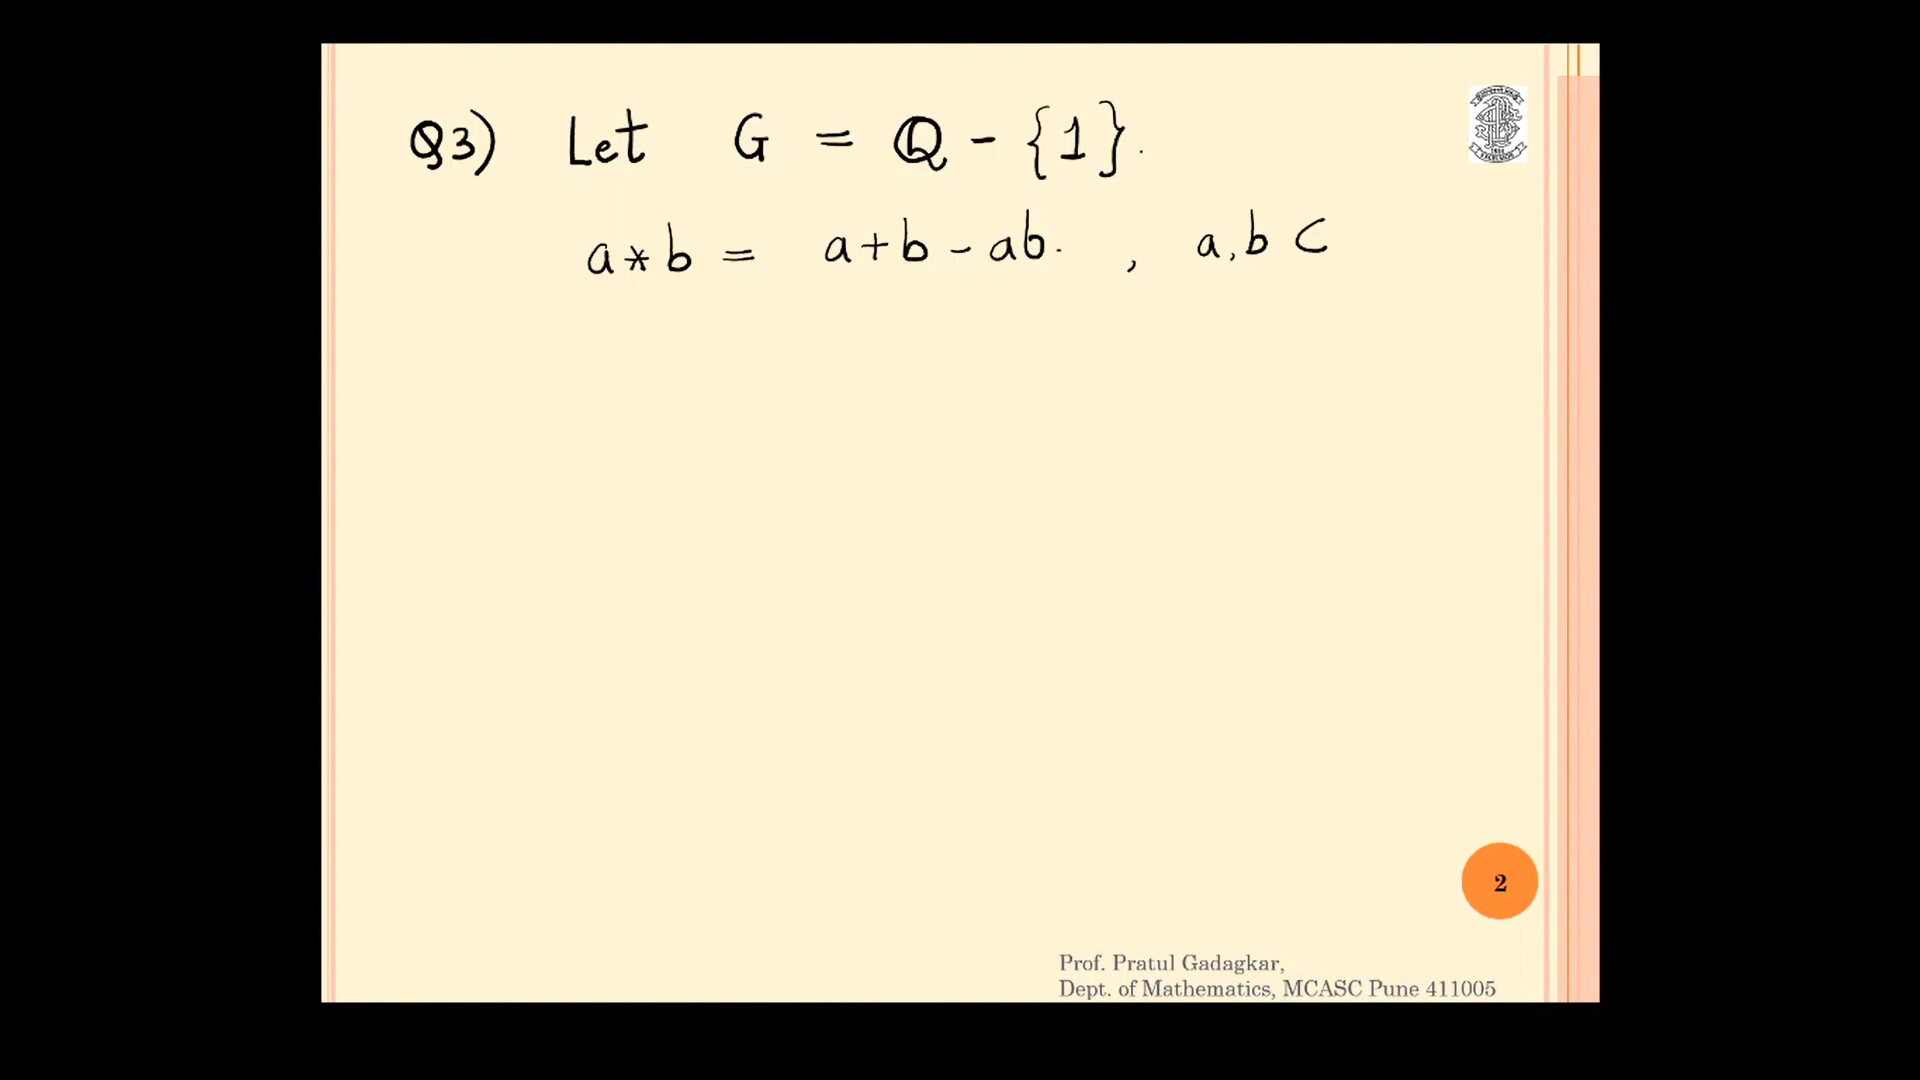 Q3) Let G = ℚ - {1}.
a * b = a + b - ab. , a, b ⊂
2
Prof. Pratul Gadagkar,
Dept. of Mathematics, MCASC Pune 411005